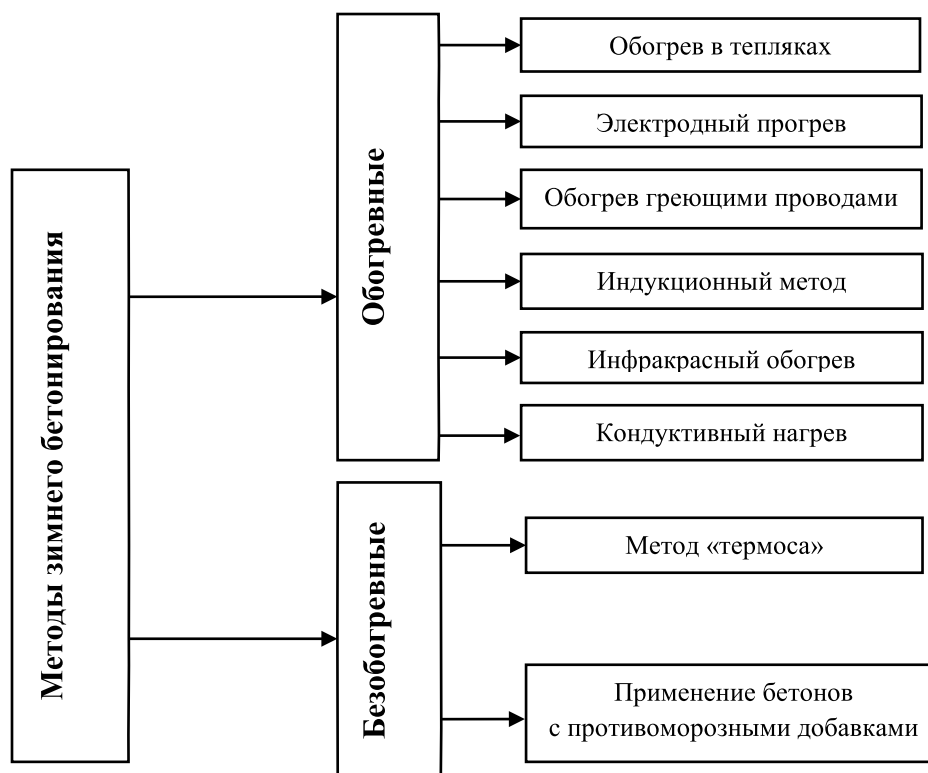 Методы зимнего бетонирования
Обогревные
Обогрев в тепляках
Электродный прогрев
Обогрев греющими проводами
Индукционный метод
Инфракрасный обогрев
Кондуктивный нагрев
Безобогревные
Метод «термоса»
Применение бетонов
с противоморозными добавками